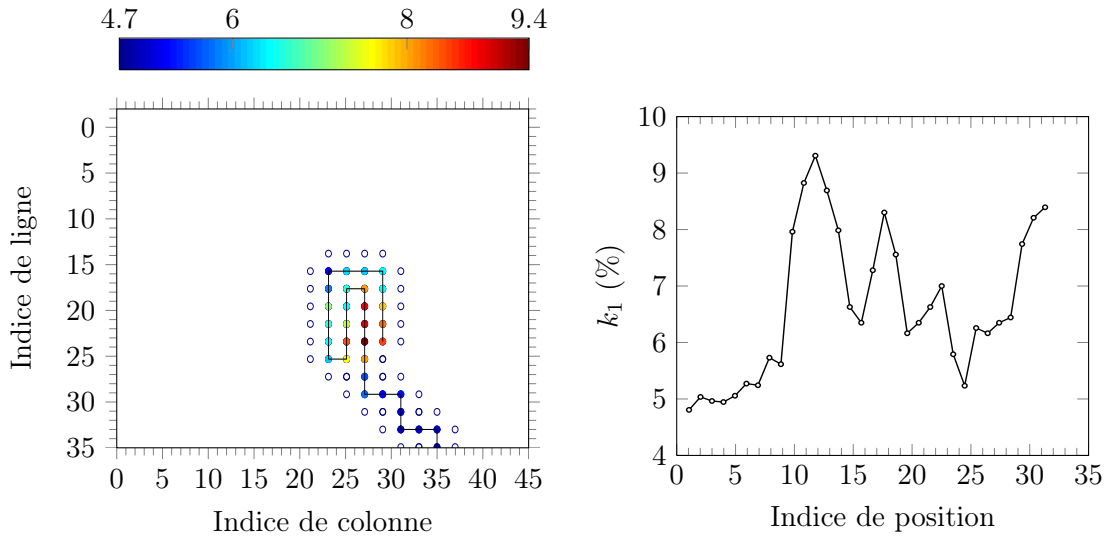 4.7 6 8 9.4
Indice de ligne
0
5
10
15
20
25
30
35
0 5 10 15 20 25 30 35 40 45
Indice de colonne
k1 (%)
10
9
8
7
6
5
4
0 5 10 15 20 25 30 35
Indice de position